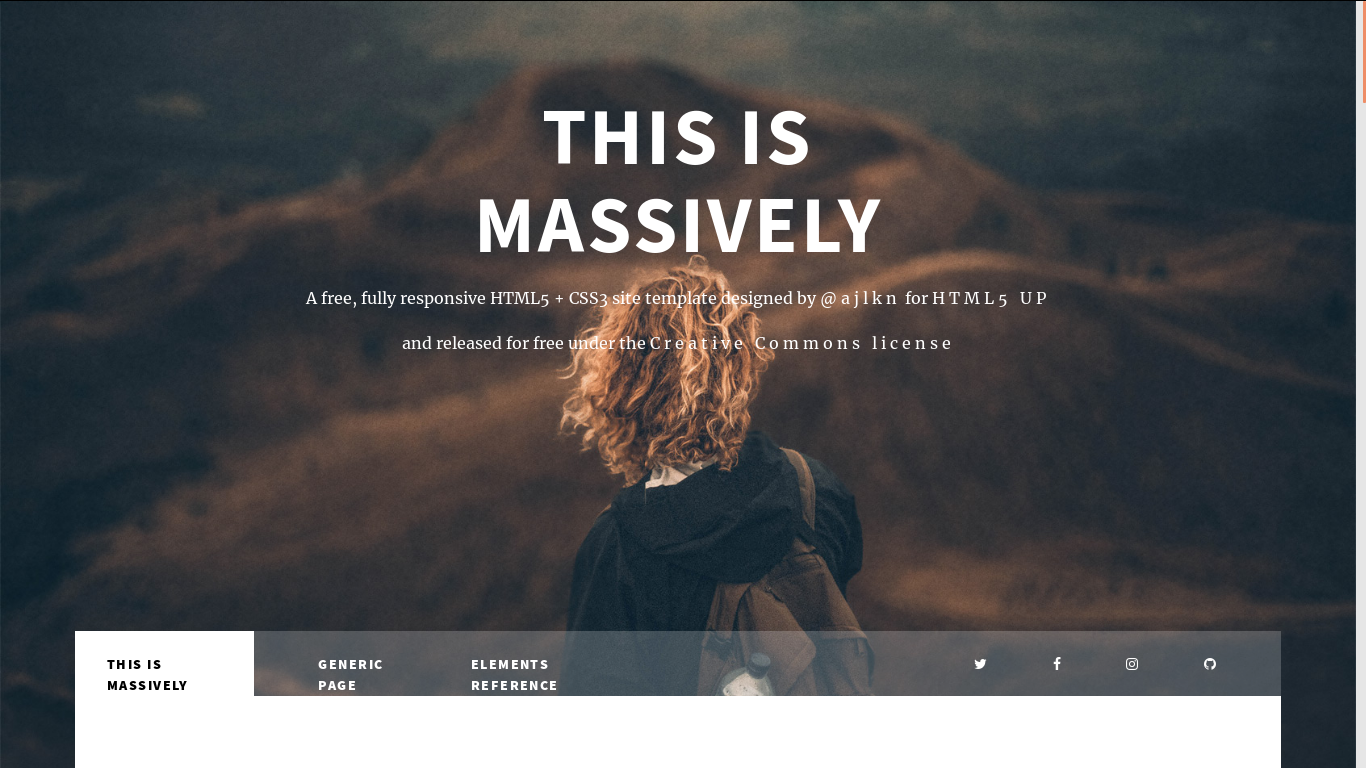 THIS IS
MASSIVELY
A free, fully responsive HTML5 + CSS3 site template designed by @ajlkn for HTML5 UP
and released for free under the Creative Commons license
THIS IS
MASSIVELY
GENERIC
PAGE
ELEMENTS
REFERENCE